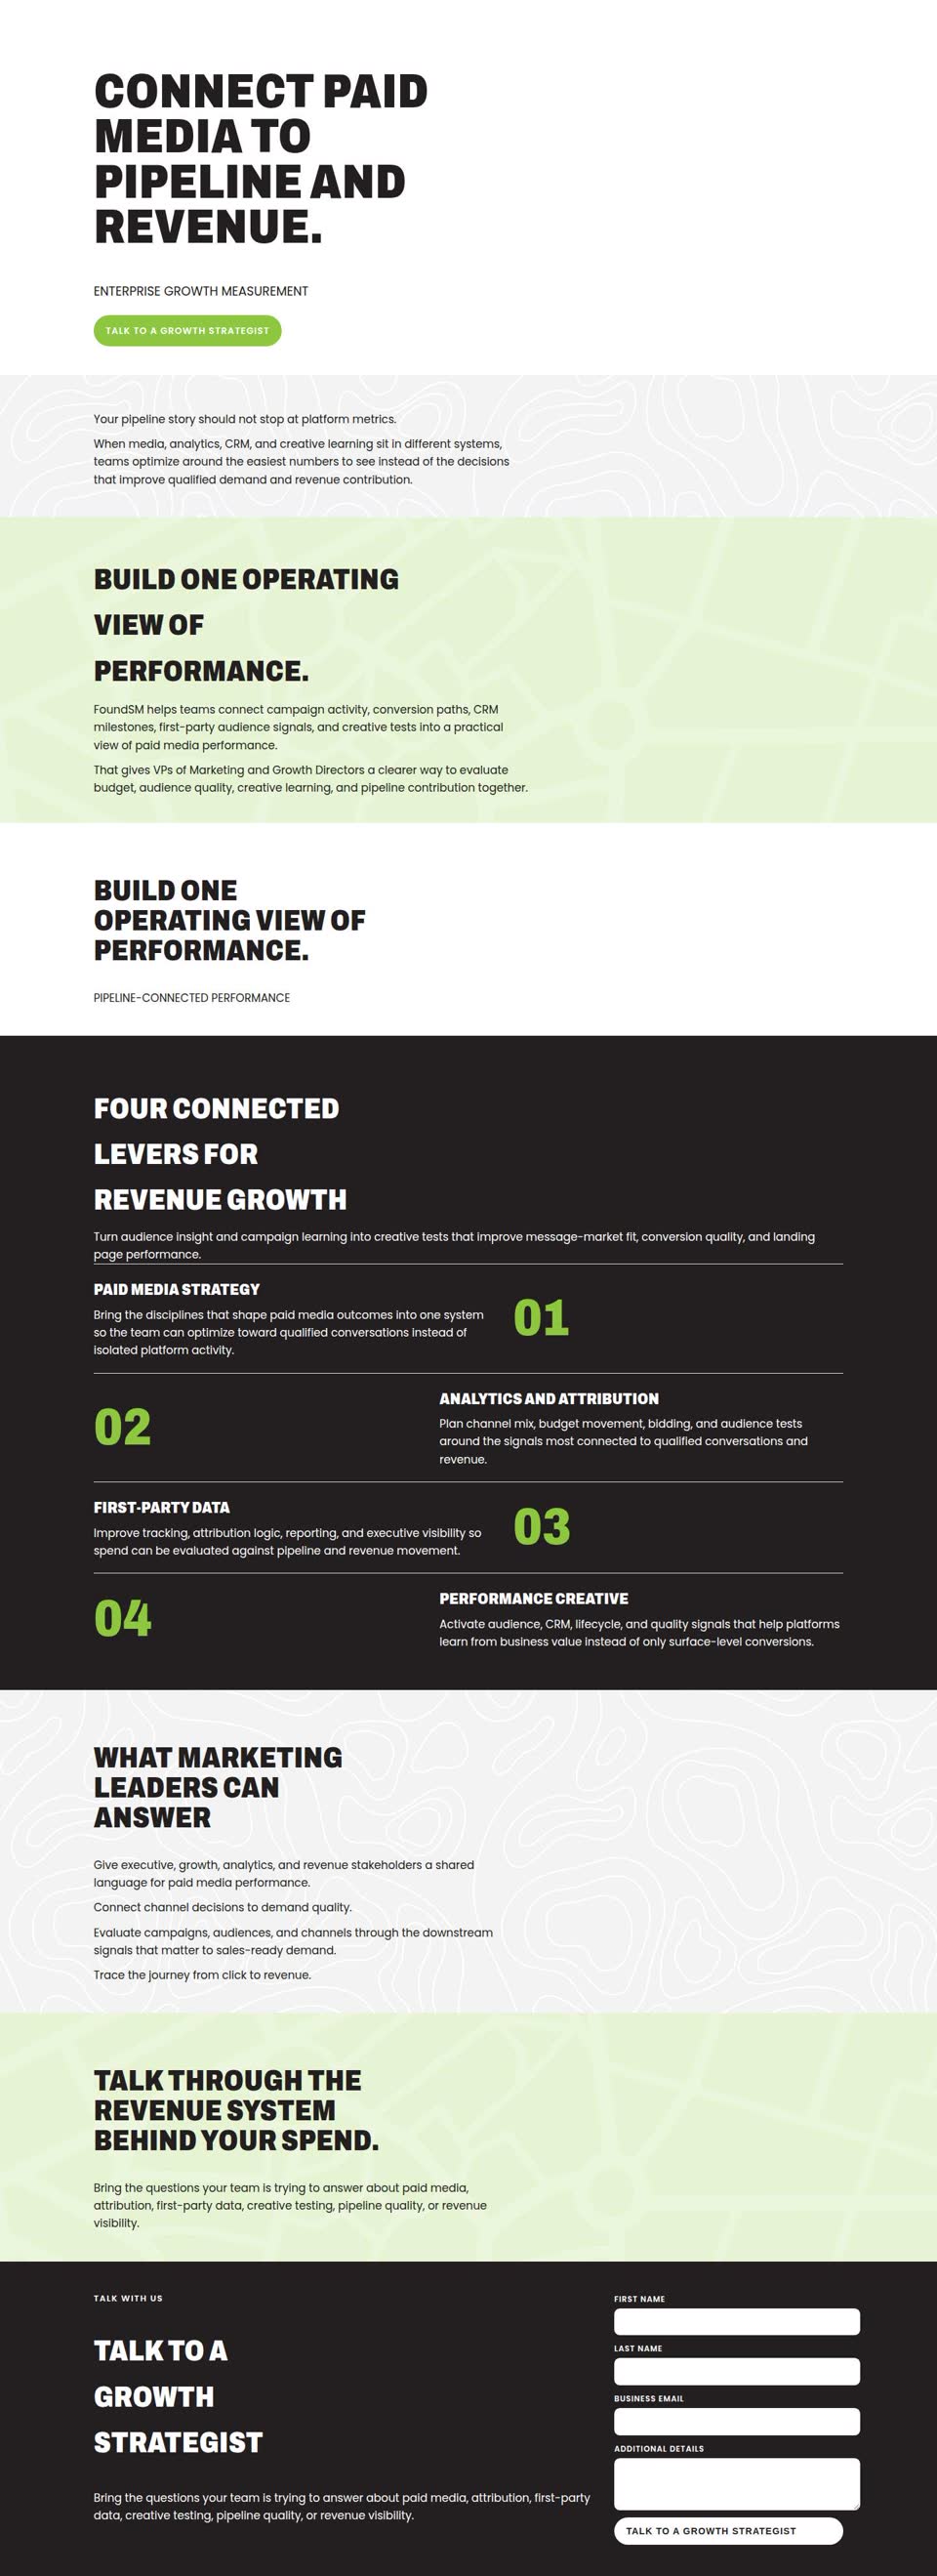 CONNECT PAID
MEDIA TO
PIPELINE AND
REVENUE.
ENTERPRISE GROWTH MEASUREMENT
TALK TO A GROWTH STRATEGIST
Your pipeline story should not stop at platform metrics.
When media, analytics, CRM, and creative learning sit in different systems,
teams optimize around the easiest numbers to see instead of the decisions
that improve qualified demand and revenue contribution.
BUILD ONE OPERATING
VIEW OF
PERFORMANCE.
FoundSM helps teams connect campaign activity, conversion paths, CRM
milestones, first-party audience signals, and creative tests into a practical
view of paid media performance.
That gives VPs of Marketing and Growth Directors a clearer way to evaluate
budget, audience quality, creative learning, and pipeline contribution together.
BUILD ONE
OPERATING VIEW OF
PERFORMANCE.
PIPELINE-CONNECTED PERFORMANCE
FOUR CONNECTED
LEVERS FOR
REVENUE GROWTH
Turn audience insight and campaign learning into creative tests that improve message-market fit, conversion quality, and landing
page performance.
PAID MEDIA STRATEGY
Bring the disciplines that shape paid media outcomes into one system
so the team can optimize toward qualified conversations instead of
isolated platform activity.
01
02
ANALYTICS AND ATTRIBUTION
Plan channel mix, budget movement, bidding, and audience tests
around the signals most connected to qualified conversations and
revenue.
FIRST-PARTY DATA
Improve tracking, attribution logic, reporting, and executive visibility so
spend can be evaluated against pipeline and revenue movement.
03
04
PERFORMANCE CREATIVE
Activate audience, CRM, lifecycle, and quality signals that help platforms
learn from business value instead of only surface-level conversions.
WHAT MARKETING
LEADERS CAN
ANSWER
Give executive, growth, analytics, and revenue stakeholders a shared
language for paid media performance.
Connect channel decisions to demand quality.
Evaluate campaigns, audiences, and channels through the downstream
signals that matter to sales-ready demand.
Trace the journey from click to revenue.
TALK THROUGH THE
REVENUE SYSTEM
BEHIND YOUR SPEND.
Bring the questions your team is trying to answer about paid media,
attribution, first-party data, creative testing, pipeline quality, or revenue
visibility.
TALK WITH US
TALK TO A
GROWTH
STRATEGIST
Bring the questions your team is trying to answer about paid media, attribution, first-party
data, creative testing, pipeline quality, or revenue visibility.
FIRST NAME
LAST NAME
BUSINESS EMAIL
ADDITIONAL DETAILS
TALK TO A GROWTH STRATEGIST